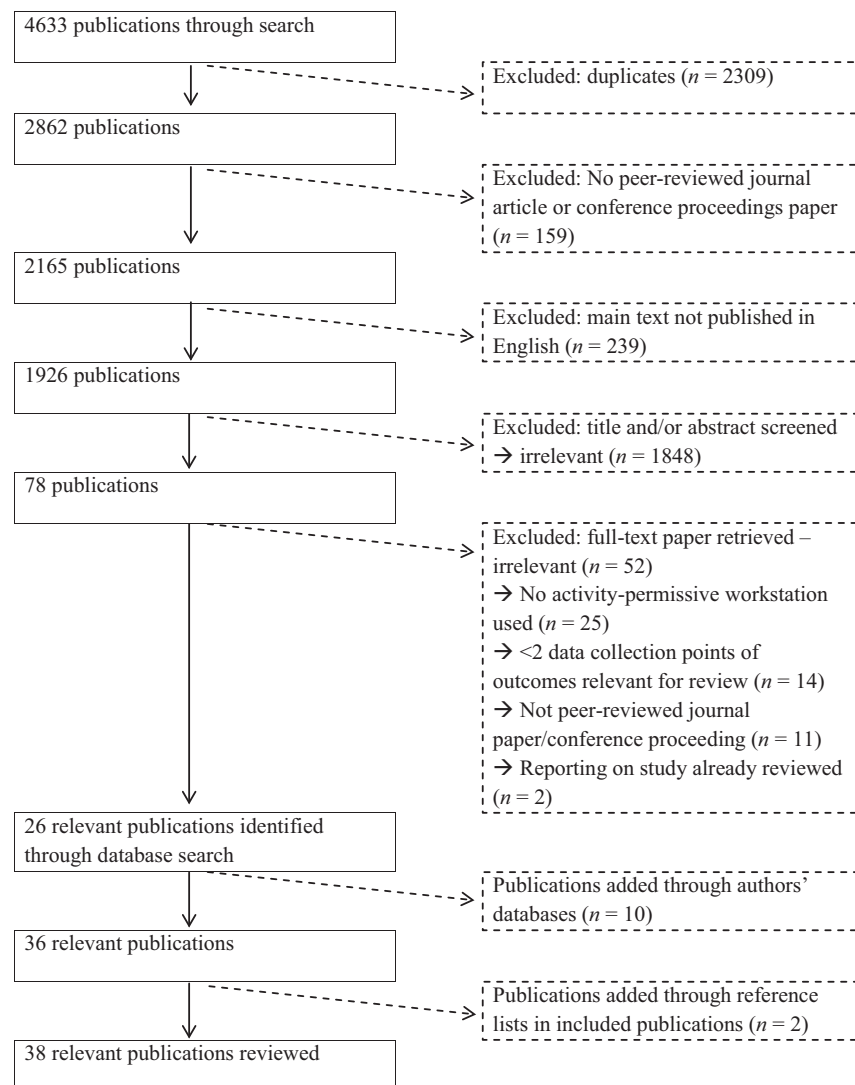 4633 publications through search
Excluded: duplicates (n = 2309)
2862 publications
Excluded: No peer-reviewed journal
article or conference proceedings paper
(n = 159)
2165 publications
Excluded: main text not published in
English (n = 239)
1926 publications
Excluded: title and/or abstract screened
→ irrelevant (n = 1848)
78 publications
Excluded: full-text paper retrieved –
irrelevant (n = 52)
→ No activity-permissive workstation
used (n = 25)
→ <2 data collection points of
outcomes relevant for review (n = 14)
→ Not peer-reviewed journal
paper/conference proceeding (n = 11)
→ Reporting on study already reviewed
(n = 2)
26 relevant publications identified
through database search
Publications added through authors’
databases (n = 10)
36 relevant publications
Publications added through reference
lists in included publications (n = 2)
38 relevant publications reviewed